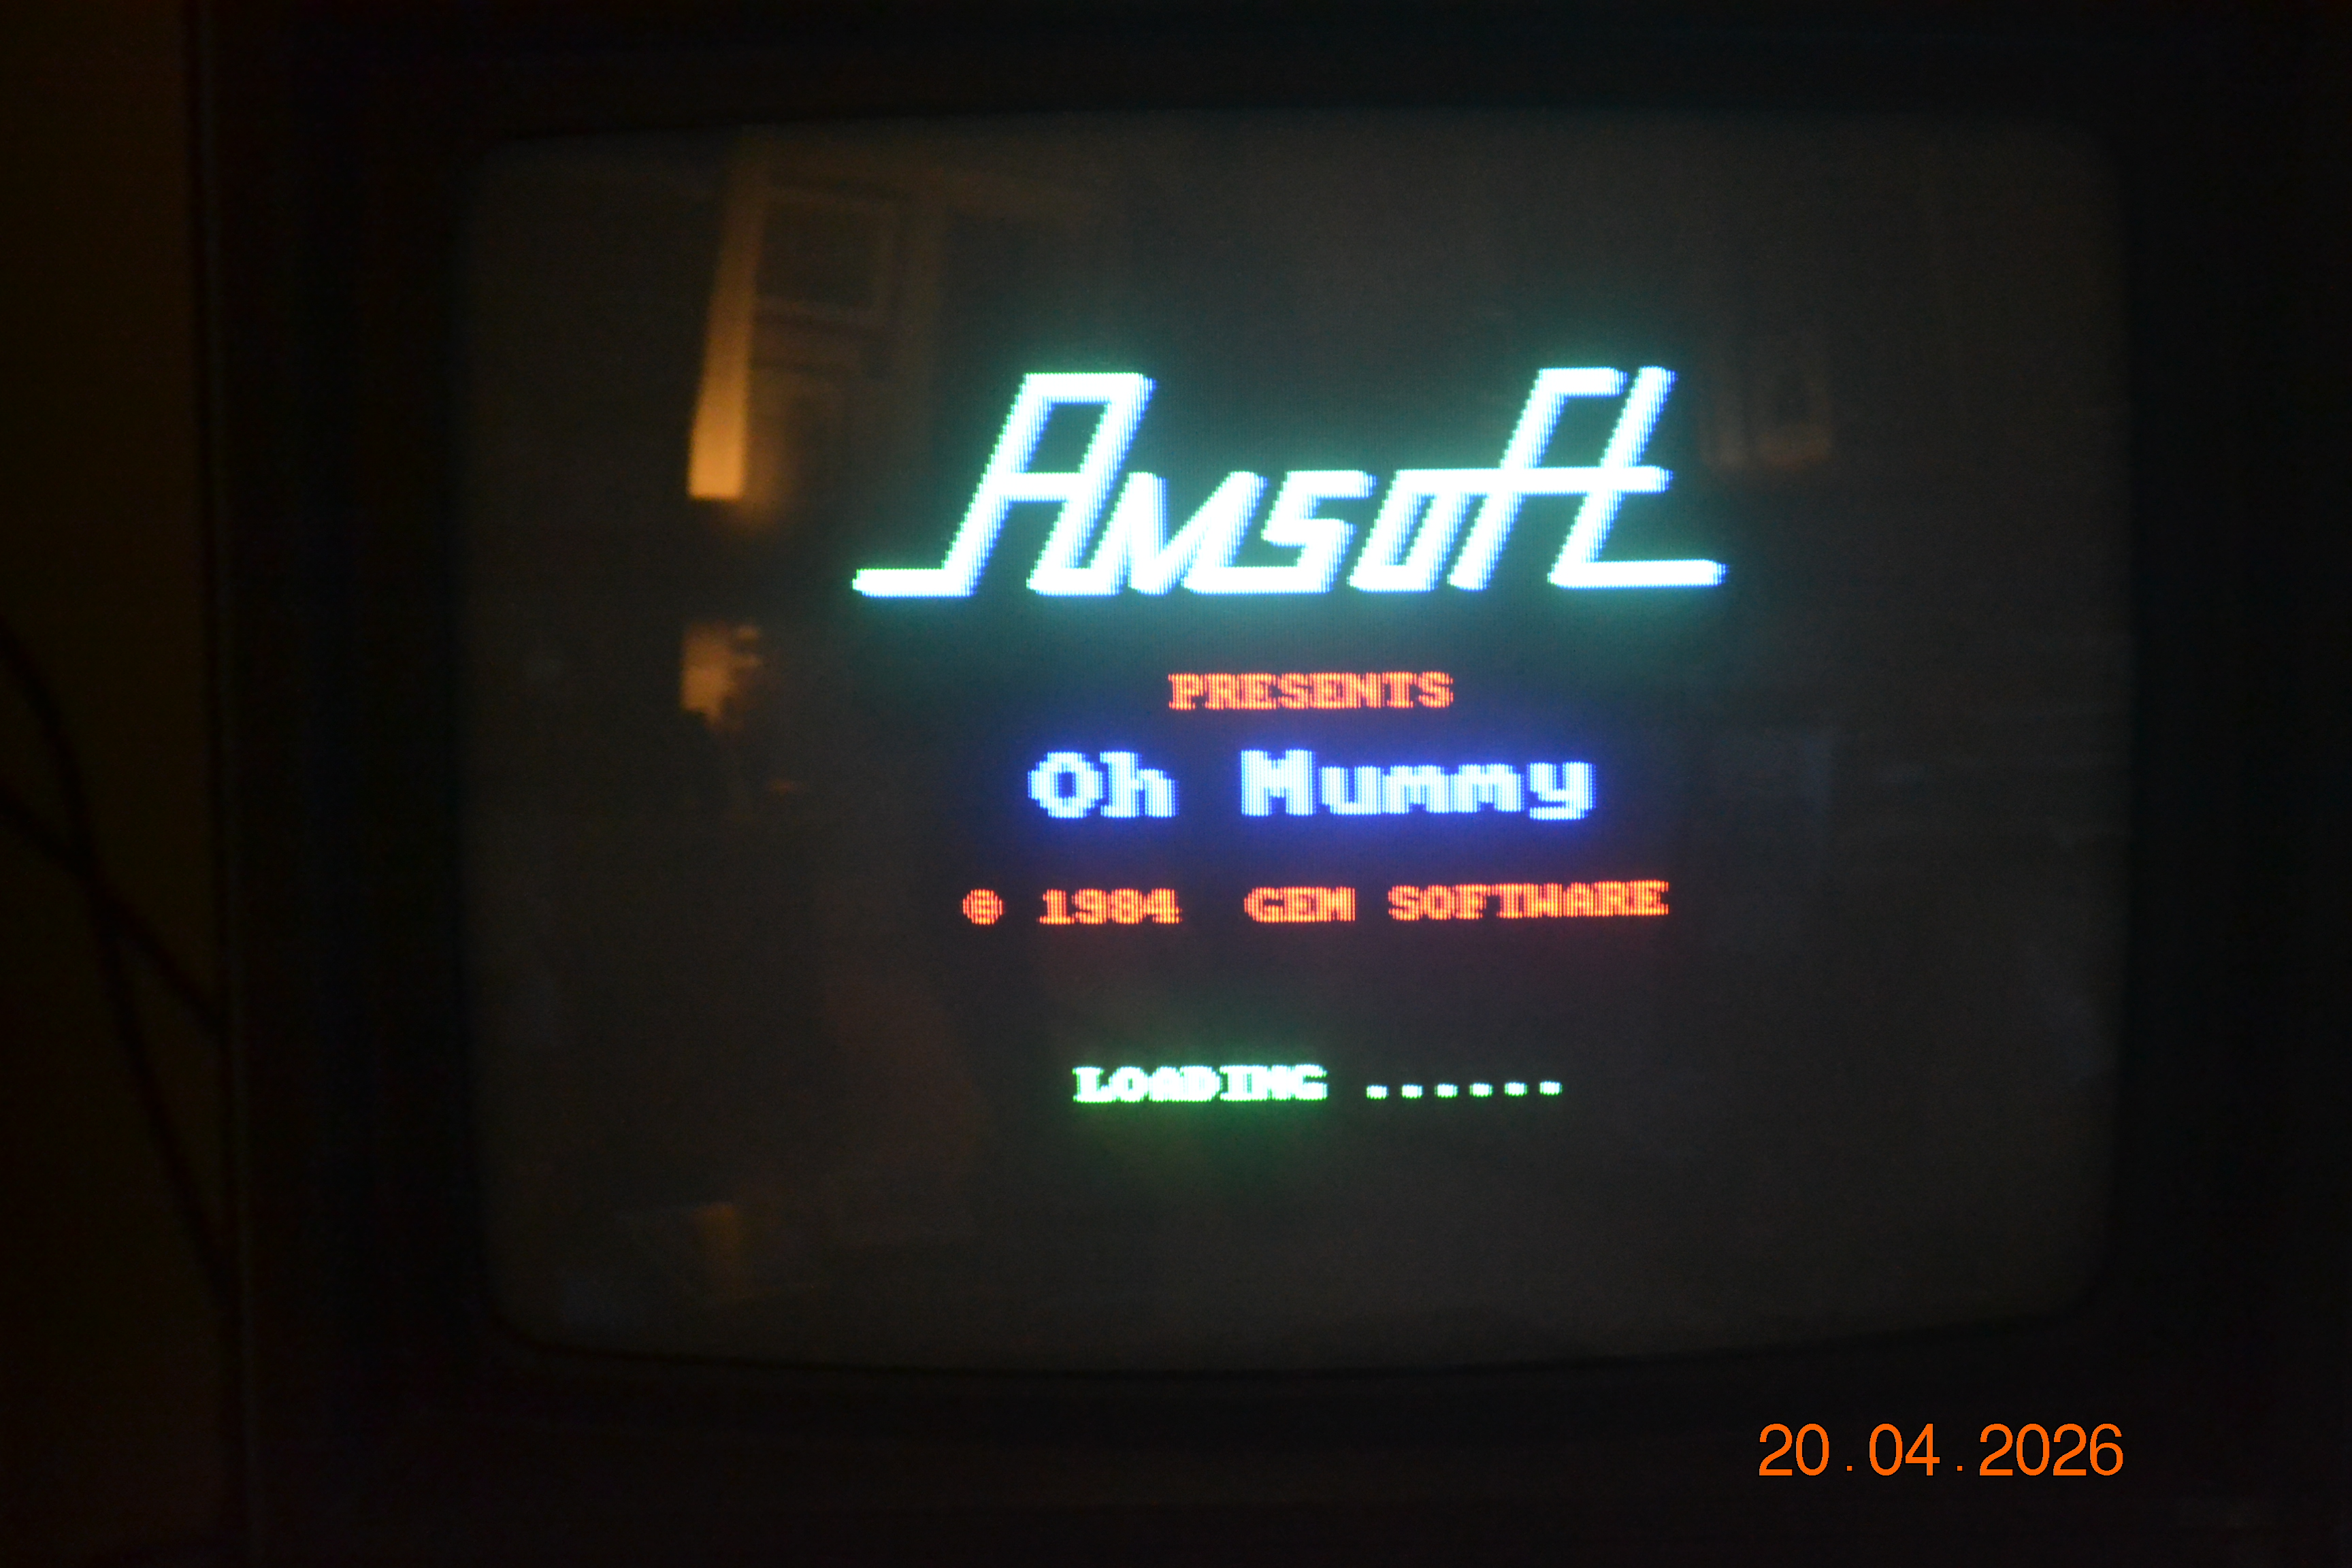 Amsoft
PRESENTS
Oh Mummy
© 1984 GEM SOFTWARE
LOADING ......
20.04.2026